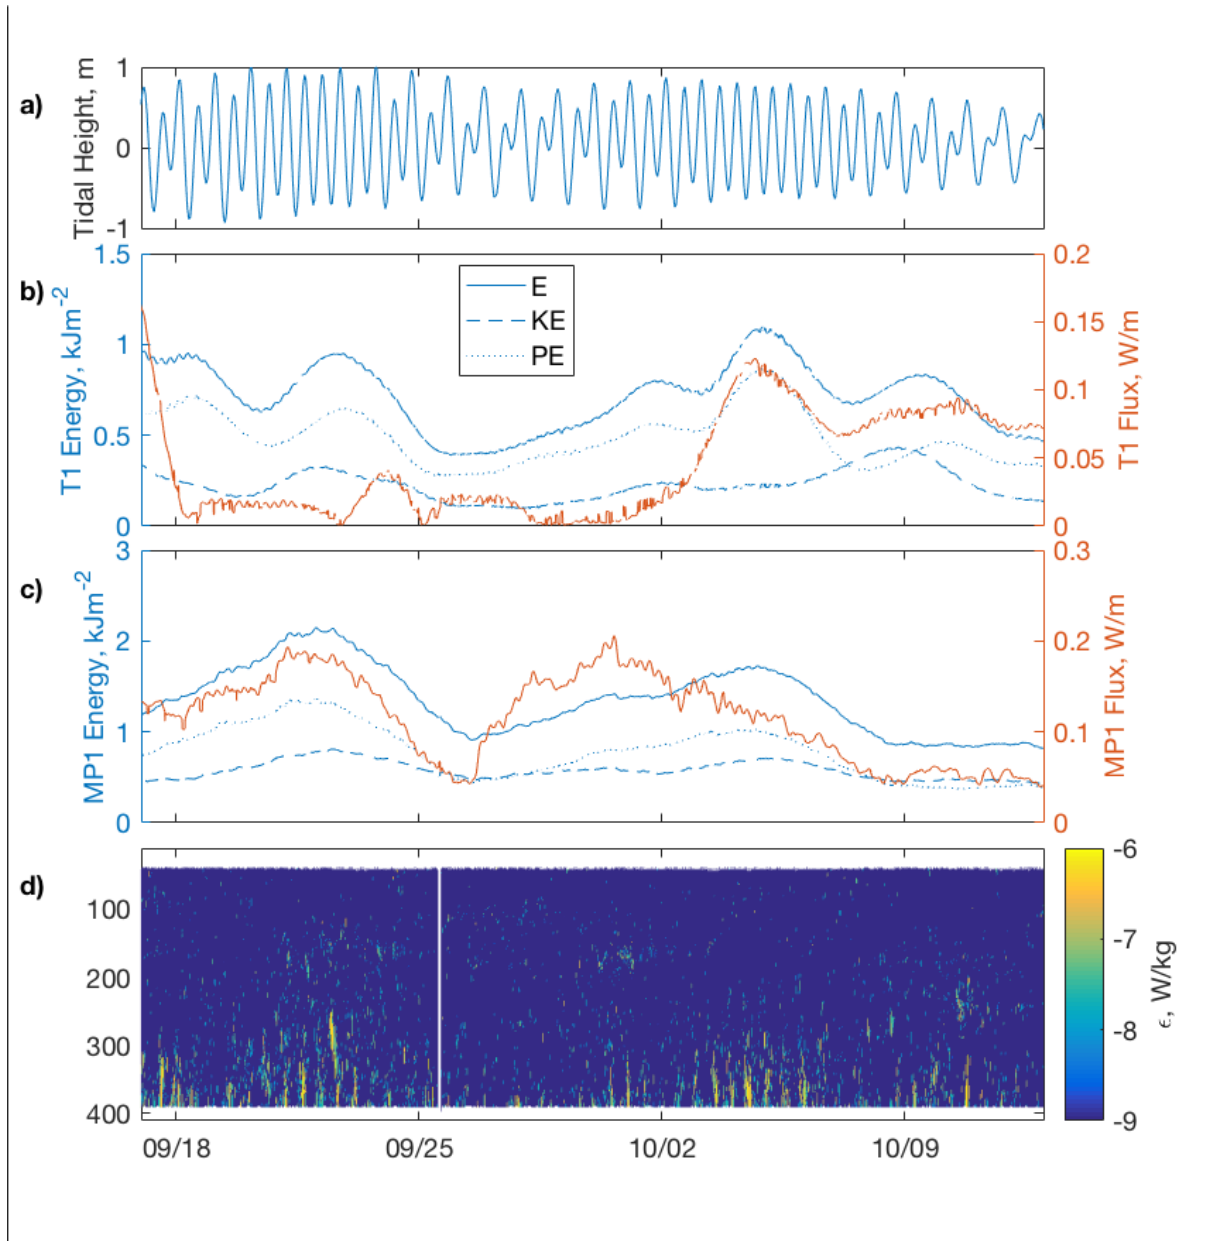 a)
Tidal Height, m
1
0
-1
b)
T1 Energy, kJm⁻²
1.5
1
0.5
0
E
KE
PE
0.2
0.15
0.1
0.05
0
T1 Flux, W/m
c)
MP1 Energy, kJm⁻²
3
2
1
0
0.3
0.2
0.1
0
MP1 Flux, W/m
d)
100
200
300
400
09/18
09/25
10/02
10/09
-6
-7
-8
-9
ϵ, W/kg